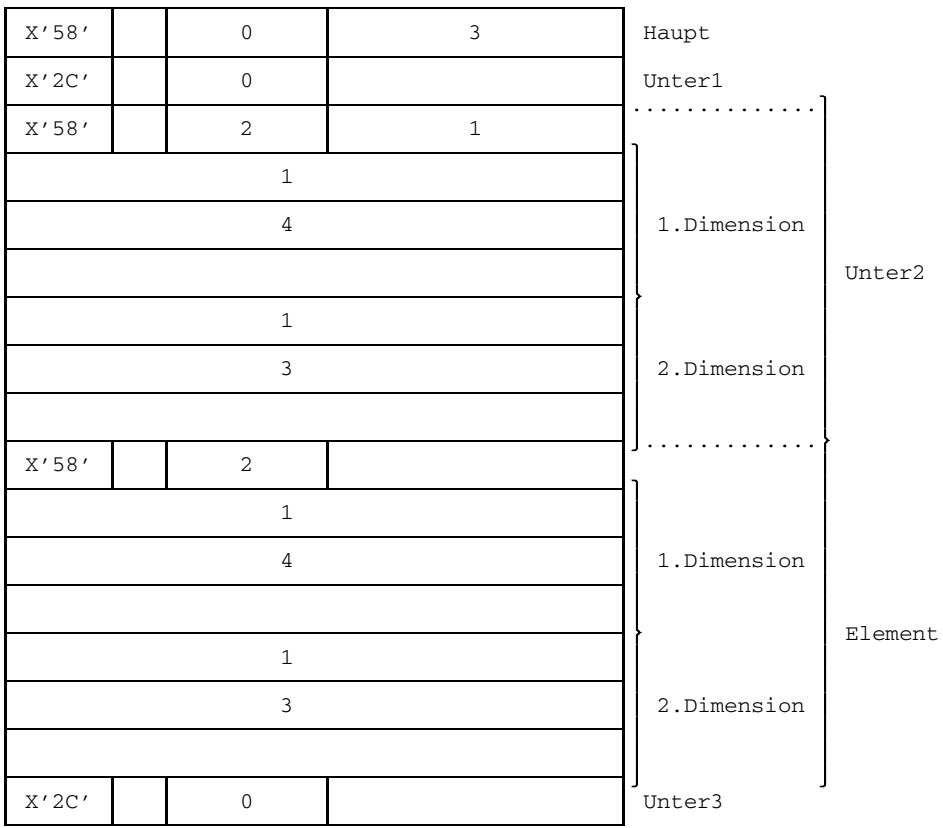 X′58′ 0 3 Haupt
X′2C′ 0 Unter1
..............
X′58′ 2 1
1
4 1.Dimension
Unter2
1
3 2.Dimension
.............
X′58′ 2
1
4 1.Dimension
Element
1
3 2.Dimension
X′2C′ 0 Unter3